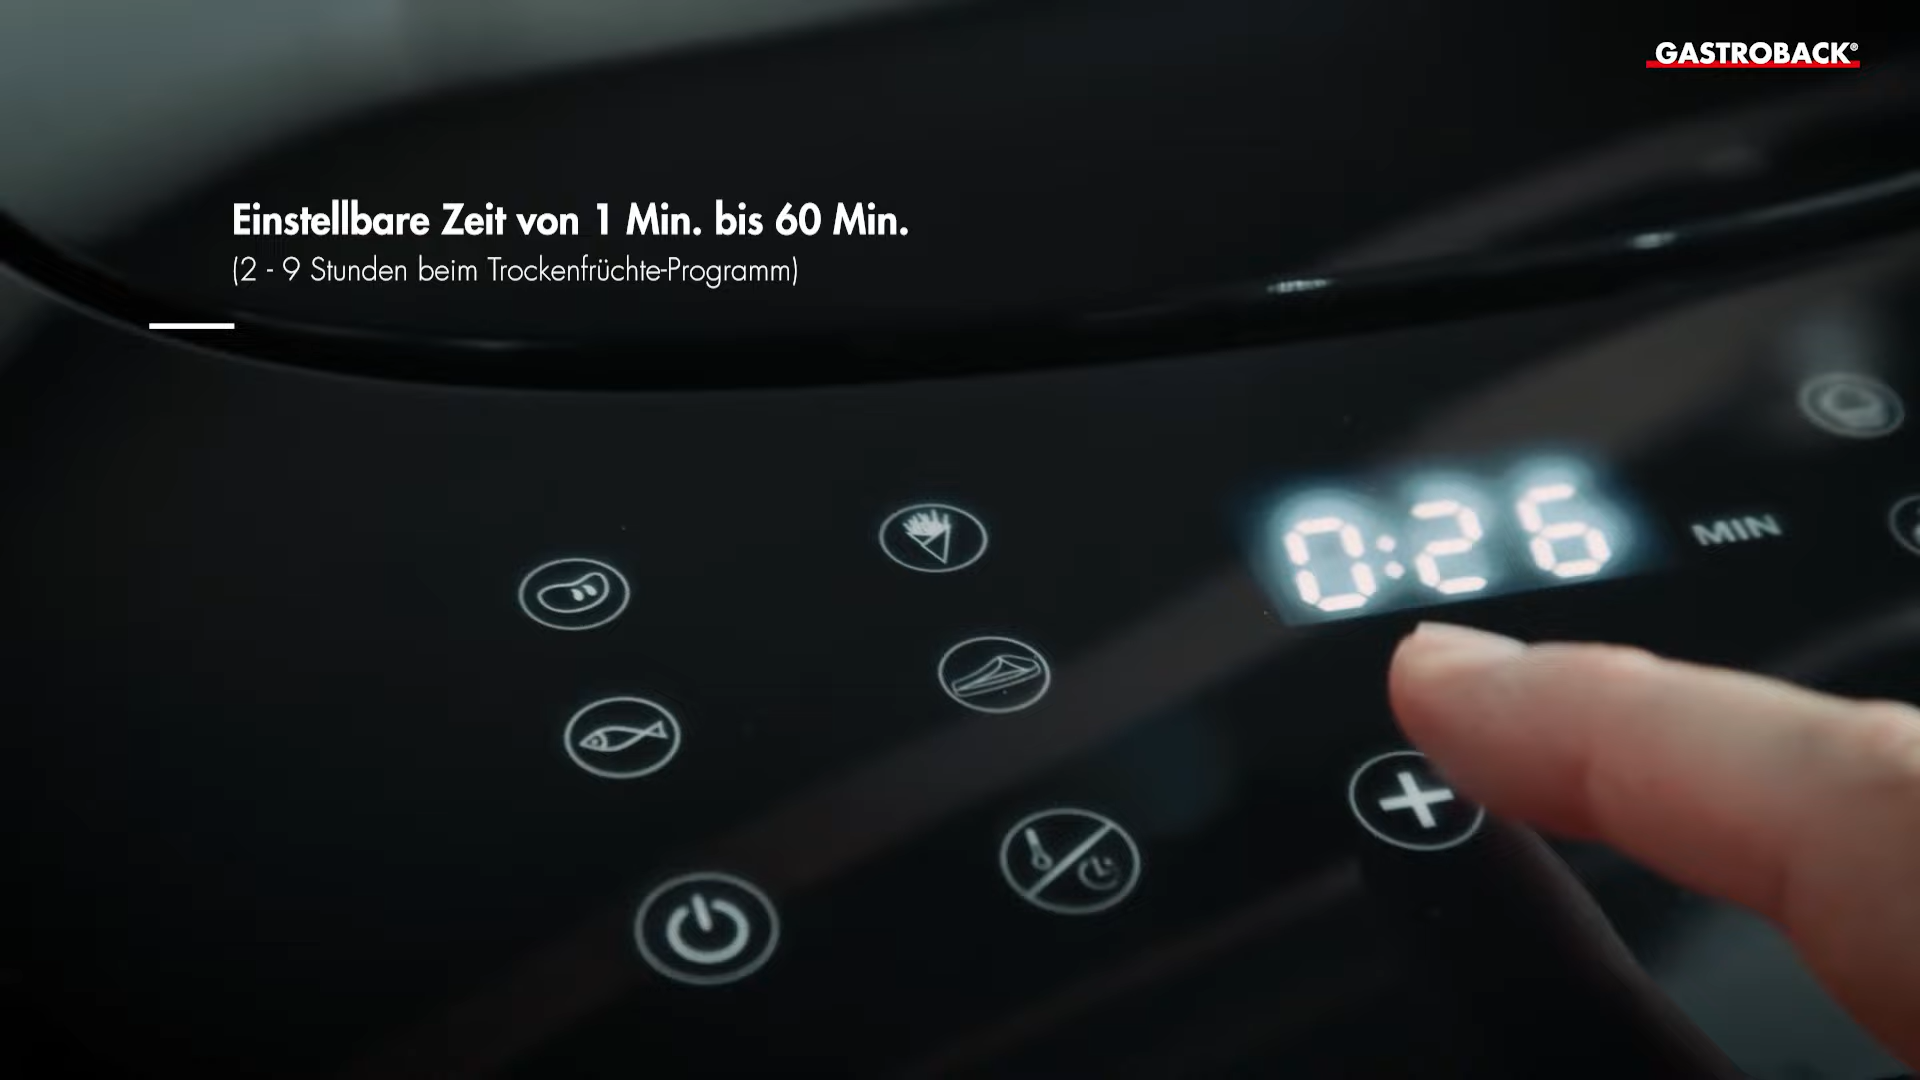 GASTROBACK®
Einstellbare Zeit von 1 Min. bis 60 Min.
(2 - 9 Stunden beim Trockenfrüchte-Programm)
0:26 MIN